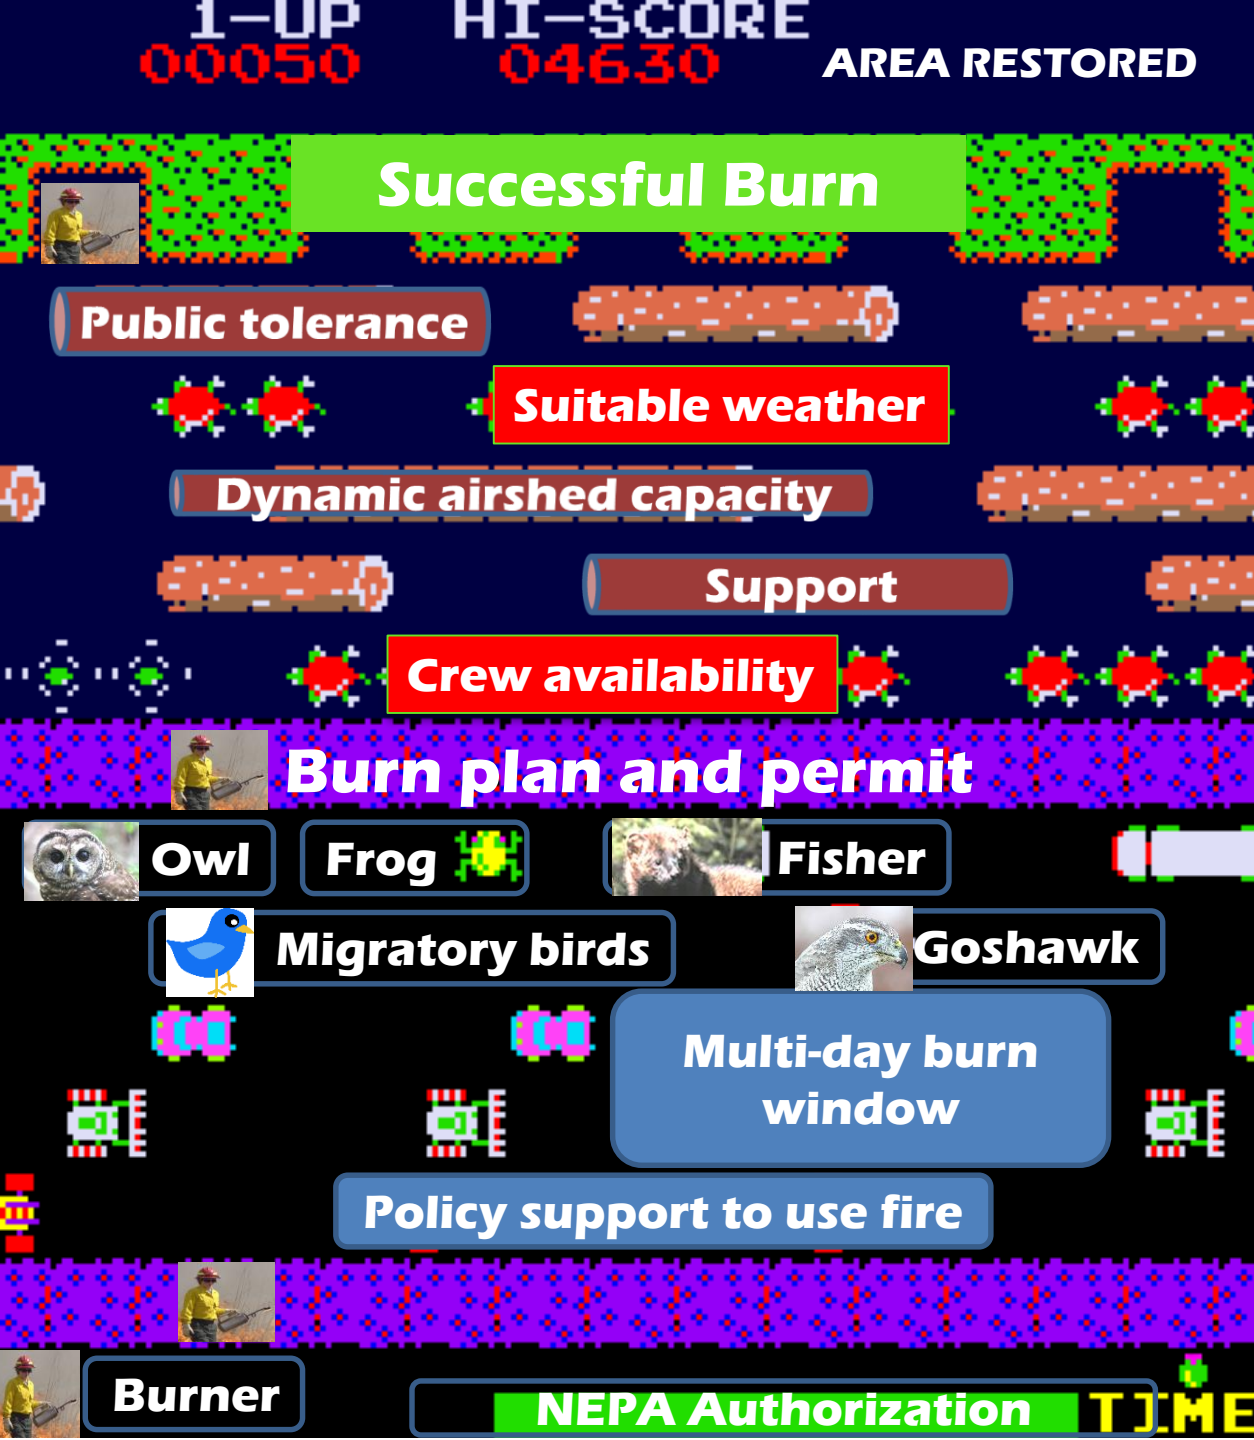 1-UP HI-SCORE
00050 04630
AREA RESTORED
Successful Burn
Public tolerance
Suitable weather
Dynamic airshed capacity
Support
Crew availability
Burn plan and permit
Owl
Frog
Fisher
Migratory birds
Goshawk
Multi-day burn
window
Policy support to use fire
Burner
NEPA Authorization
TIME